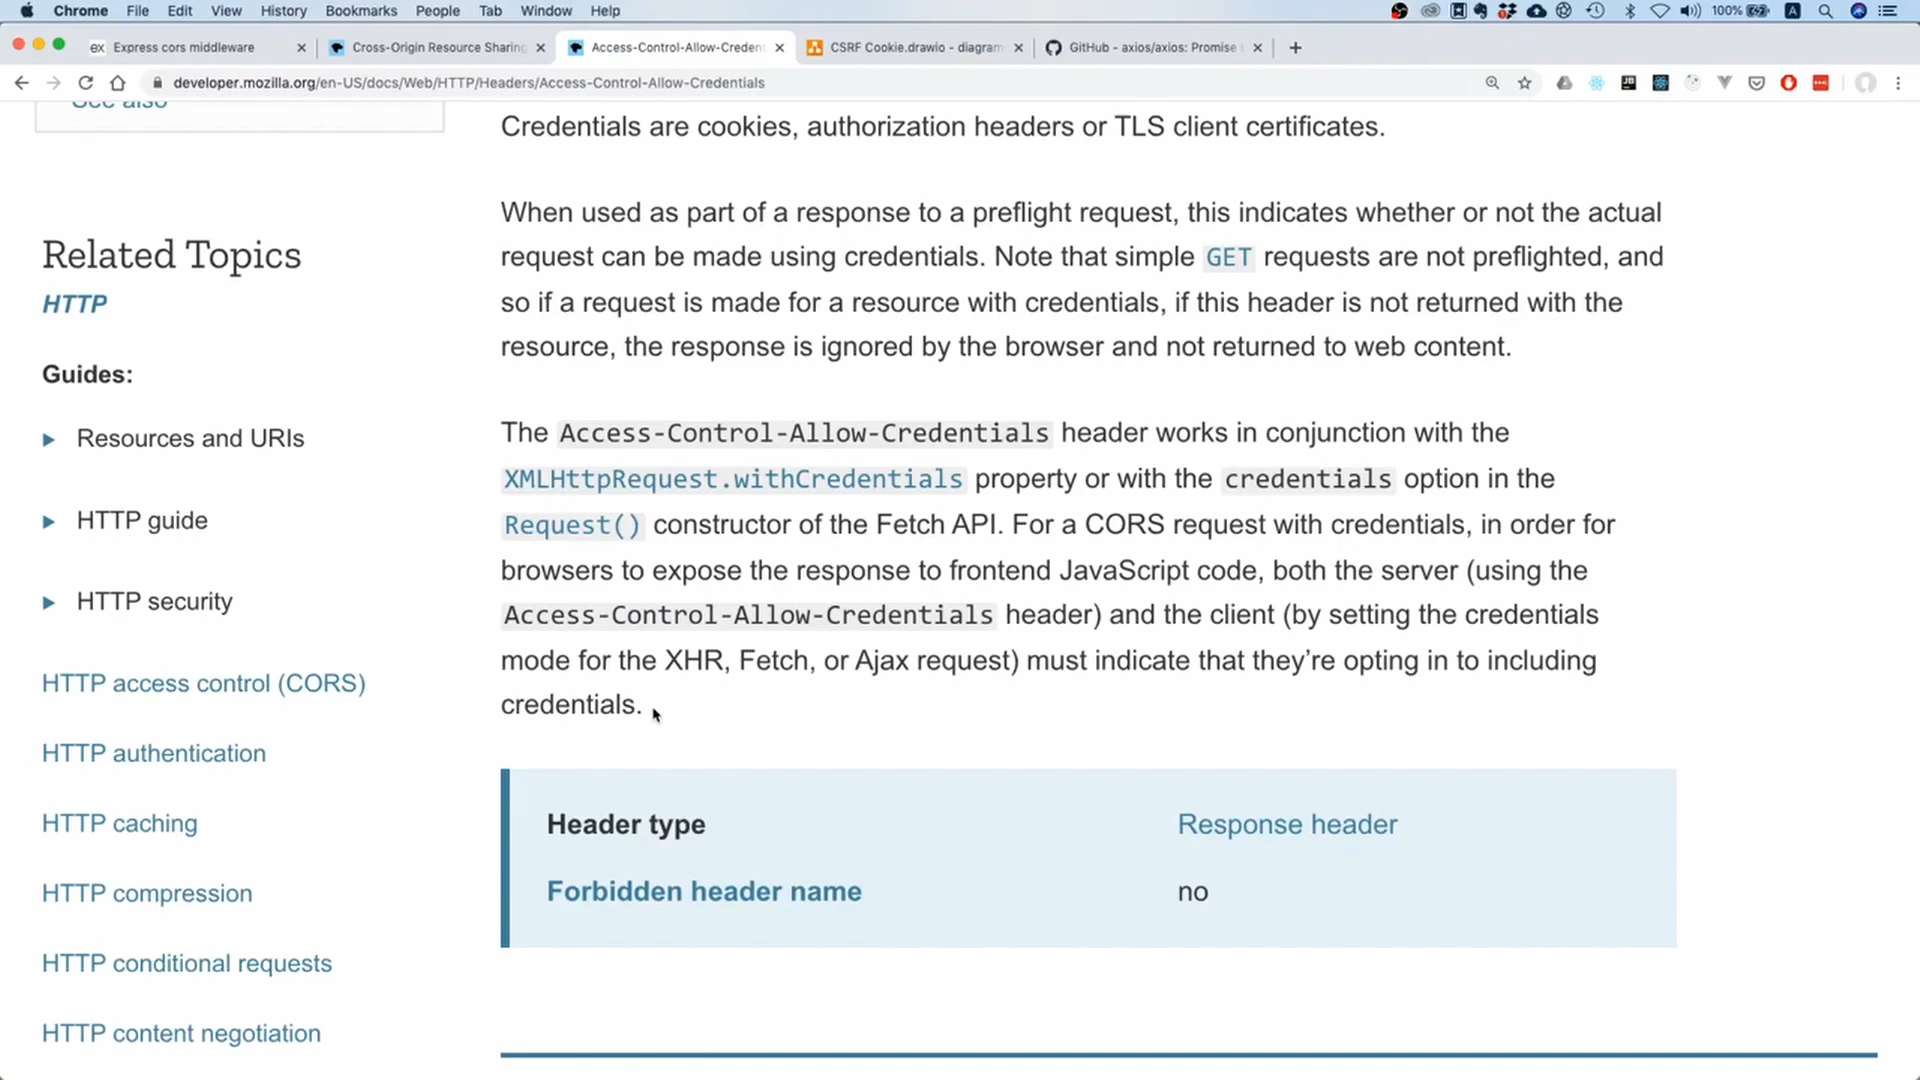 Chrome File Edit View History Bookmarks People Tab Window Help 100% A
Express cors middleware
Cross-Origin Resource Sharing
Access-Control-Allow-Credent
CSRF Cookie.drawio - diagram
GitHub - axios/axios: Promise
developer.mozilla.org/en-US/docs/Web/HTTP/Headers/Access-Control-Allow-Credentials
See also
Related Topics
HTTP
Guides:
Resources and URIs
HTTP guide
HTTP security
HTTP access control (CORS)
HTTP authentication
HTTP caching
HTTP compression
HTTP conditional requests
HTTP content negotiation
Credentials are cookies, authorization headers or TLS client certificates.
When used as part of a response to a preflight request, this indicates whether or not the actual
request can be made using credentials. Note that simple GET requests are not preflighted, and
so if a request is made for a resource with credentials, if this header is not returned with the
resource, the response is ignored by the browser and not returned to web content.
The Access-Control-Allow-Credentials header works in conjunction with the
XMLHttpRequest.withCredentials property or with the credentials option in the
Request() constructor of the Fetch API. For a CORS request with credentials, in order for
browsers to expose the response to frontend JavaScript code, both the server (using the
Access-Control-Allow-Credentials header) and the client (by setting the credentials
mode for the XHR, Fetch, or Ajax request) must indicate that they’re opting in to including
credentials.
Header type Response header
Forbidden header name no